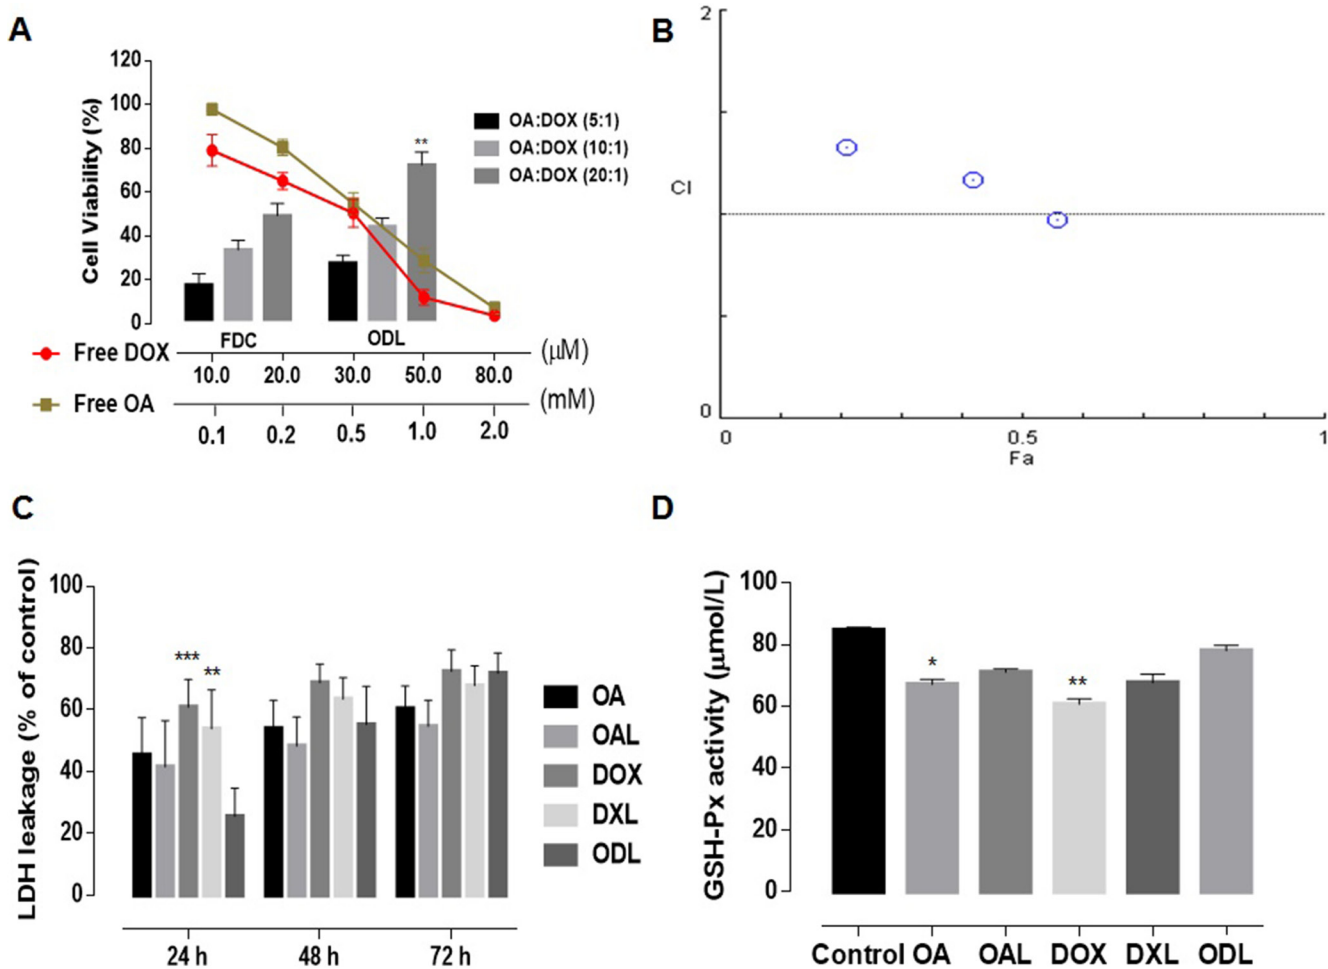 A
120
100
80
60
40
20
0
Cell Viability (%)
**
OA:DOX (5:1)
OA:DOX (10:1)
OA:DOX (20:1)
FDC ODL
Free DOX
10.0 20.0 30.0 50.0 80.0
(μM)
Free OA
0.1 0.2 0.5 1.0 2.0
(mM)
B
2
CI
0
0 0.5 1
Fa
C
LDH leakage (% of control)
100
80
60
40
20
0
*** **
24 h 48 h 72 h
OA
OAL
DOX
DXL
ODL
D
GSH-Px activity (μmol/L)
100
80
60
40
20
0
* **
Control OA OAL DOX DXL ODL